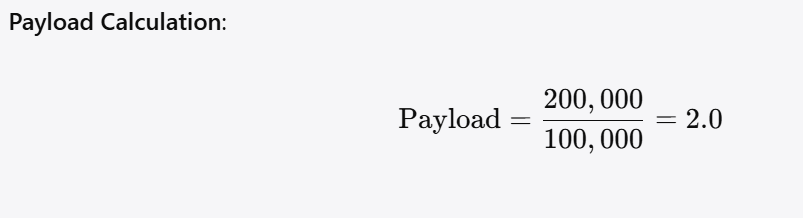 Payload Calculation:
Payload = 200,000 / 100,000 = 2.0